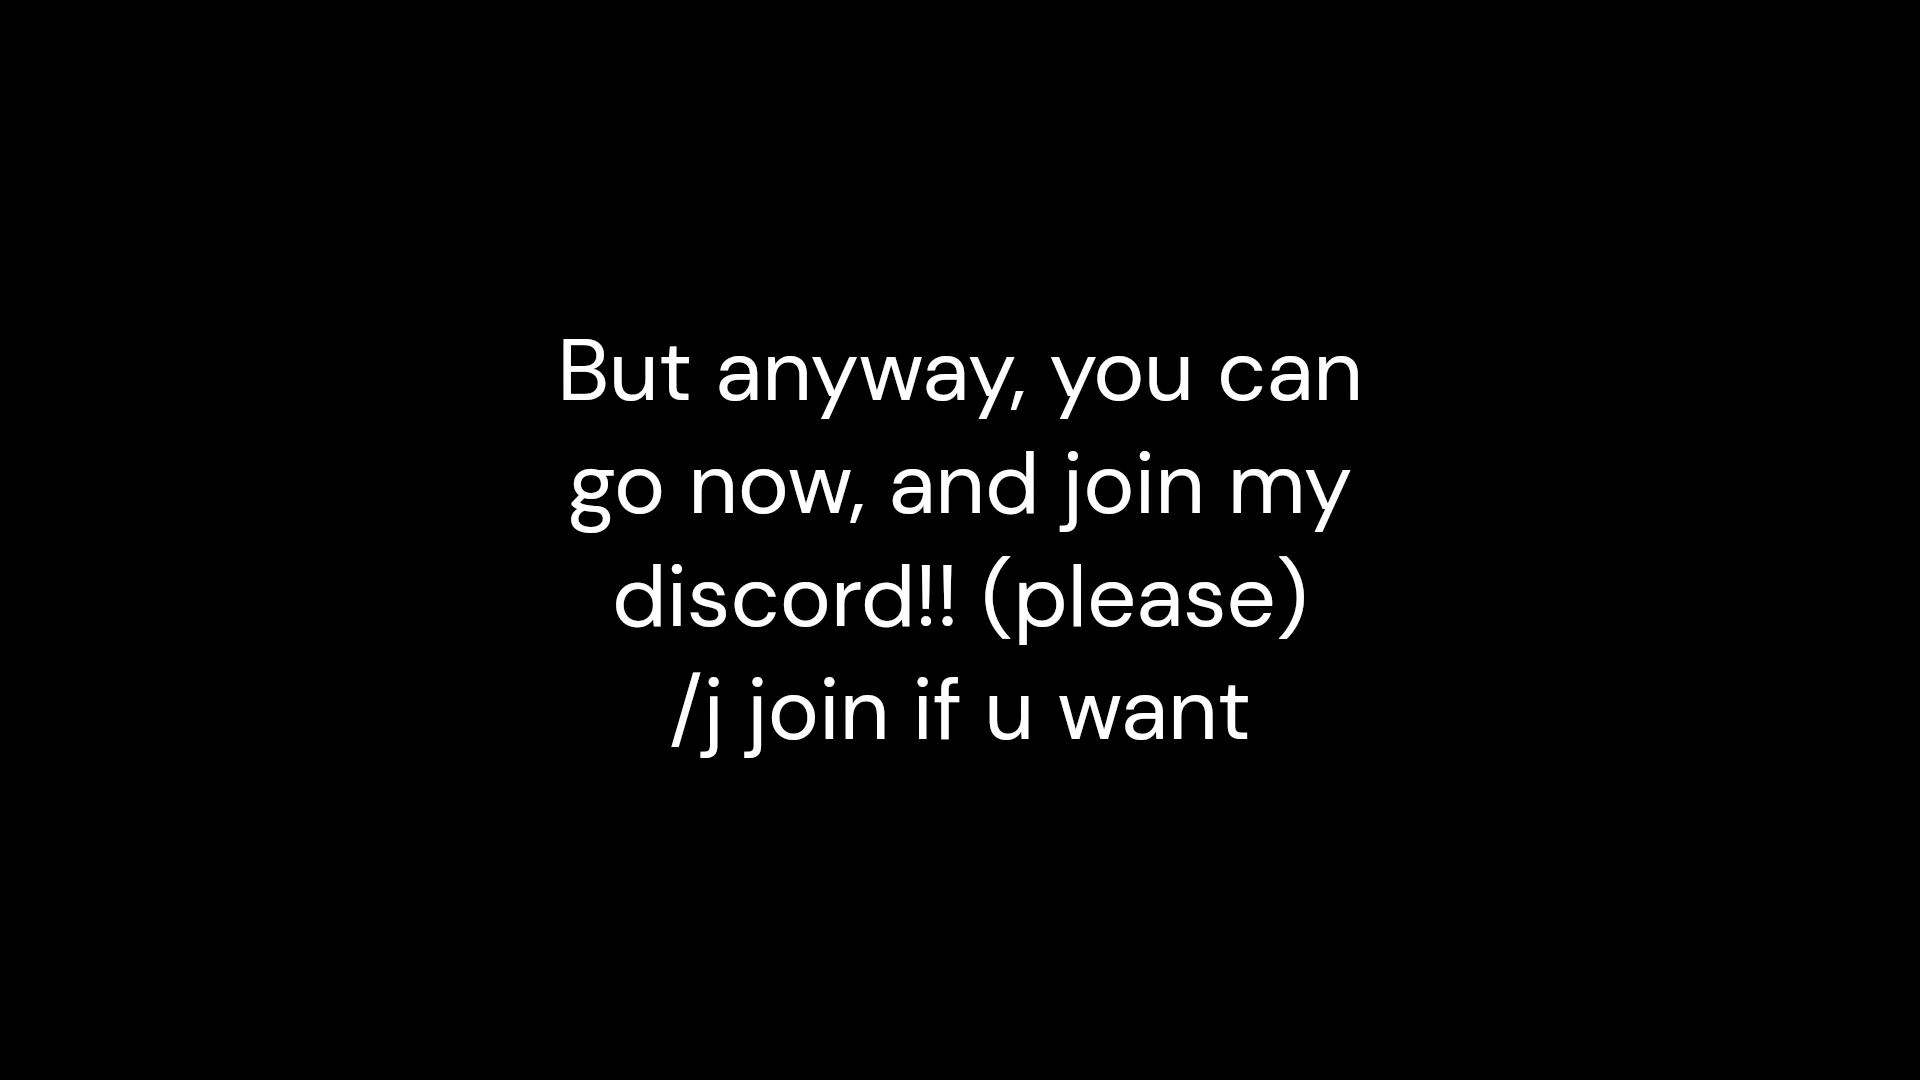 But anyway, you can
go now, and join my
discord!! (please)
/j join if u want